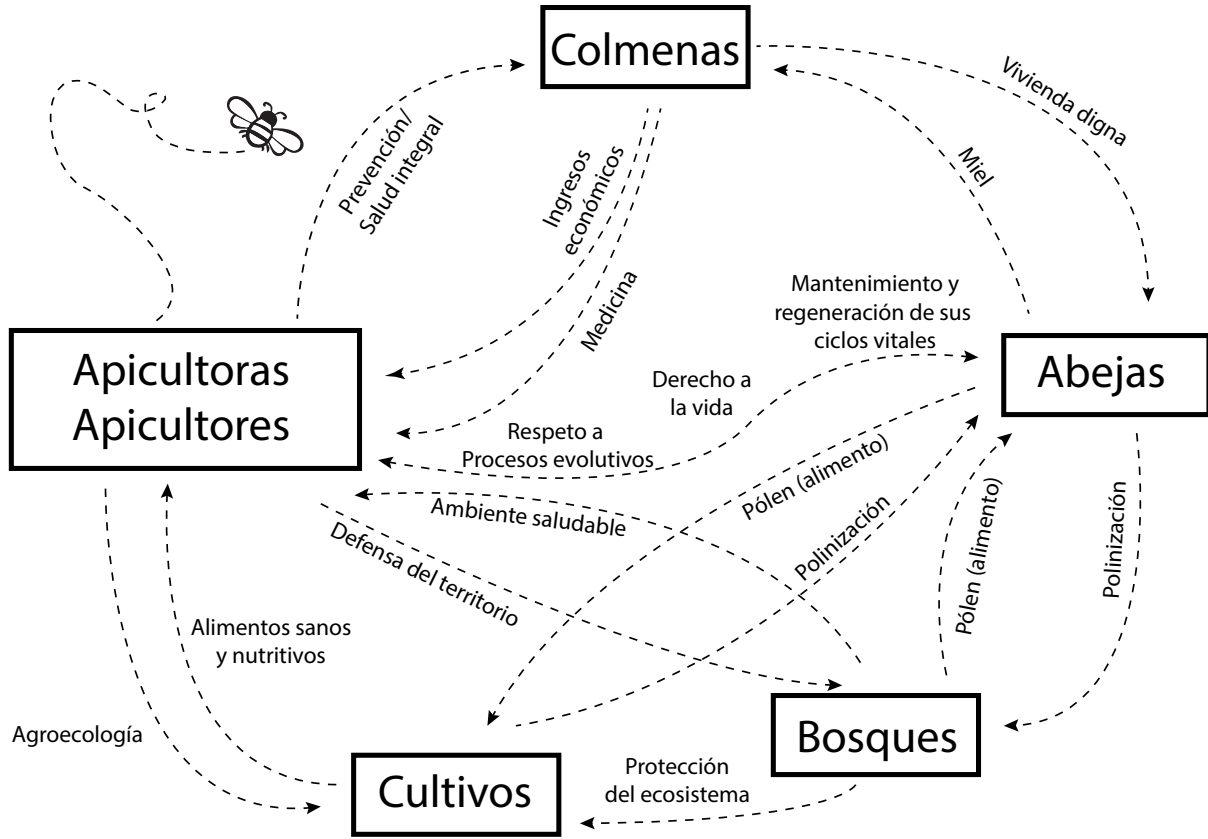 Colmenas
Vivienda digna
Miel
Prevención/
Salud integral
Ingresos
económicos
Medicina
Mantenimiento y
regeneración de sus
ciclos vitales
Apicultoras
Apicultores
Abejas
Derecho a
la vida
Respeto a
Procesos evolutivos
Pólen (alimento)
Polinización
Ambiente saludable
Defensa del territorio
Pólen (alimento)
Polinización
Alimentos sanos
y nutritivos
Agroecología
Bosques
Cultivos
Protección
del ecosistema